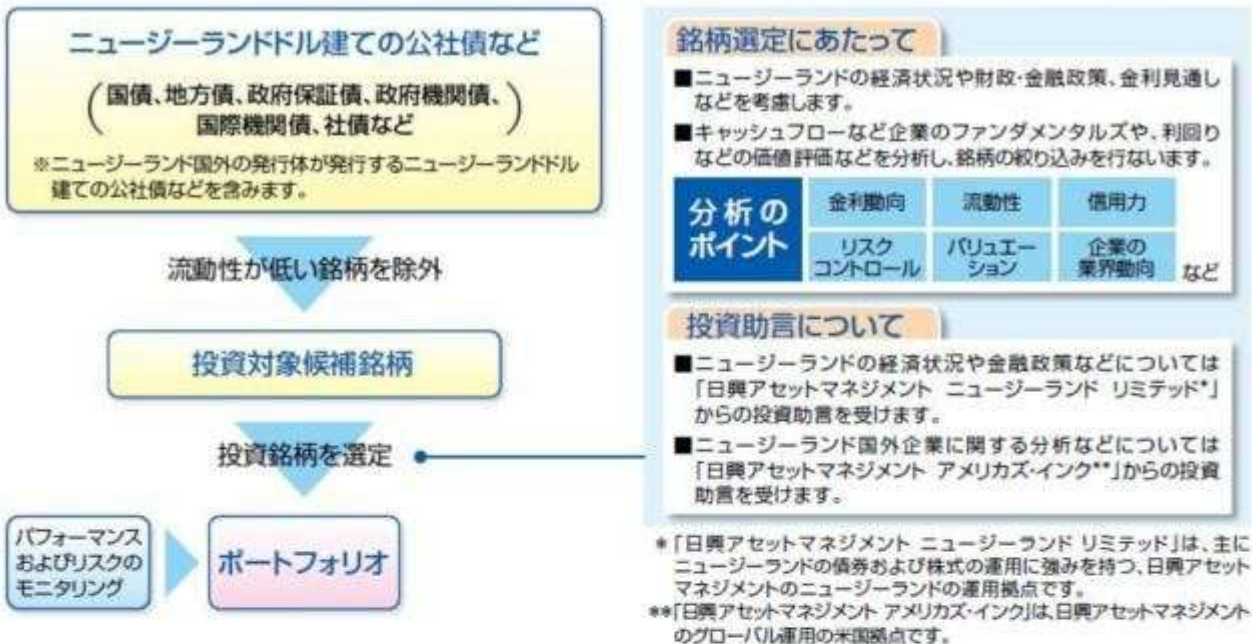 ニュージーランドドル建ての公社債など
国債、地方債、政府保証債、政府機関債、
国際機関債、社債など
※ニュージーランド国外の発行体が発行するニュージーランドドル
建ての公社債などを含みます。
流動性が低い銘柄を除外
投資対象候補銘柄
投資銘柄を選定
パフォーマンス
およびリスクの
モニタリング
ポートフォリオ
銘柄選定にあたって
■ニュージーランドの経済状況や財政・金融政策、金利見通し
などを考慮します。
■キャッシュフローなど企業のファンダメンタルズや、利回り
などの価値評価などを分析し、銘柄の絞り込みを行ないます。
分析の
ポイント
金利動向
流動性
信用力
リスク
コントロール
バリュエー
ション
企業の
業界動向
など
投資助言について
■ニュージーランドの経済状況や金融政策などについては
「日興アセットマネジメント ニュージーランド リミテッド*」
からの投資助言を受けます。
■ニュージーランド国外企業に関する分析などについては
「日興アセットマネジメント アメリカズ・インク**」からの投資
助言を受けます。
*「日興アセットマネジメント ニュージーランド リミテッド」は、主に
ニュージーランドの債券および株式の運用に強みを持つ、日興アセット
マネジメントのニュージーランドの運用拠点です。
**「日興アセットマネジメント アメリカズ・インク」は、日興アセットマネジメント
のグローバル運用の米国拠点です。